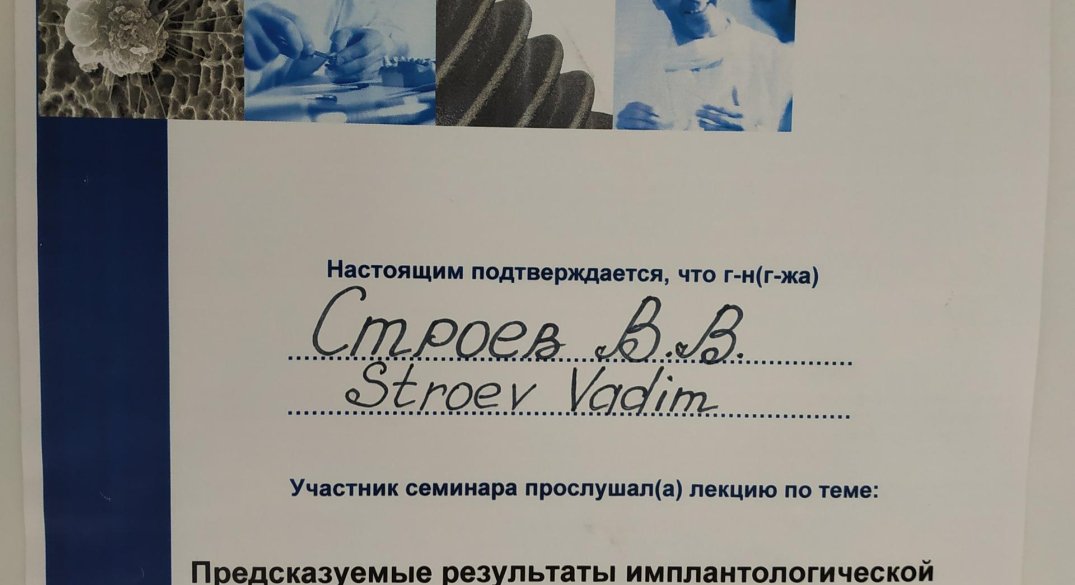 Настоящим подтверждается, что г-н(г-жа)
Строев В.В.
Stroev Vadim
Участник семинара прослушал(а) лекцию по теме:
Предсказуемые результаты имплантологической